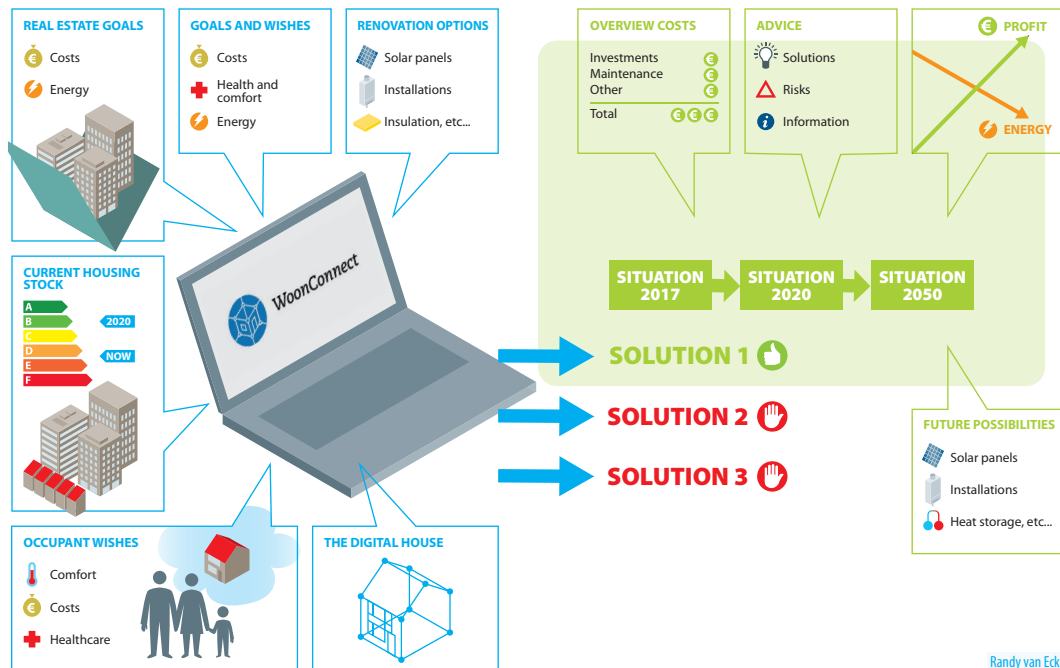 REAL ESTATE GOALS
Costs
Energy
GOALS AND WISHES
Costs
Health and
comfort
Energy
RENOVATION OPTIONS
Solar panels
Installations
Insulation, etc...
OVERVIEW COSTS
Investments €
Maintenance €
Other €
Total € € €
ADVICE
Solutions
Risks
i Information
€ PROFIT
ENERGY
CURRENT HOUSING
STOCK
A
B
2020
C
D
NOW
E
F
WoonConnect
SITUATION
2017
SITUATION
2020
SITUATION
2050
SOLUTION 1
SOLUTION 2
SOLUTION 3
FUTURE POSSIBILITIES
Solar panels
Installations
Heat storage, etc...
OCCUPANT WISHES
Comfort
Costs
Healthcare
THE DIGITAL HOUSE
Randy van Eck